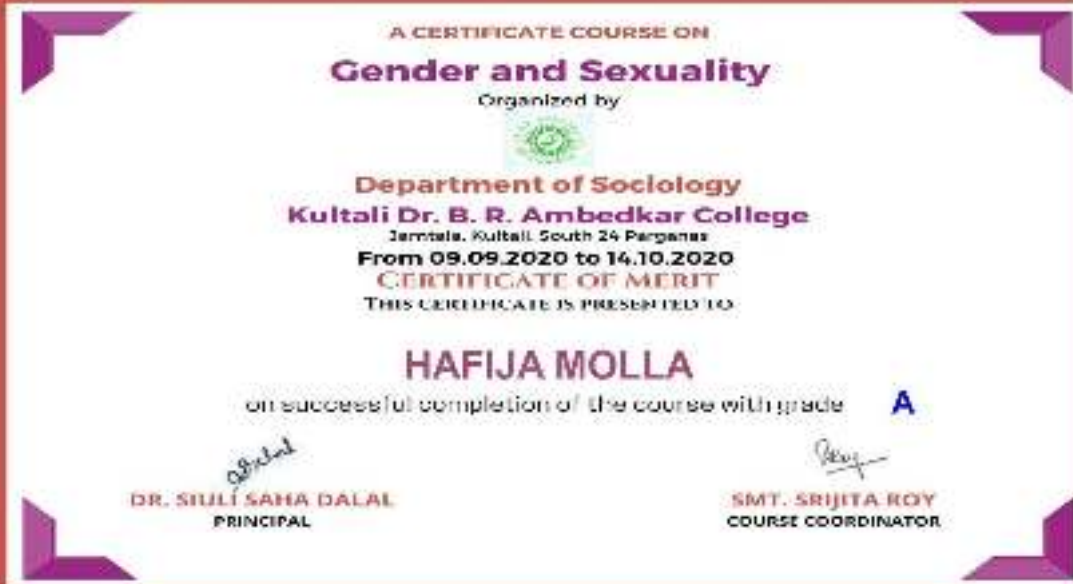 A CERTIFICATE COURSE ON
Gender and Sexuality
Organized by
Department of Sociology
Kultali Dr. B. R. Ambedkar College
Jamtala, Kultali, South 24 Parganas
From 09.09.2020 to 14.10.2020
CERTIFICATE OF MERIT
THIS CERTIFICATE IS PRESENTED TO
HAFIJA MOLLA
on successful completion of the course with grade A
DR. SIULI SAHA DALAL
PRINCIPAL
SMT. SRIJITA ROY
COURSE COORDINATOR